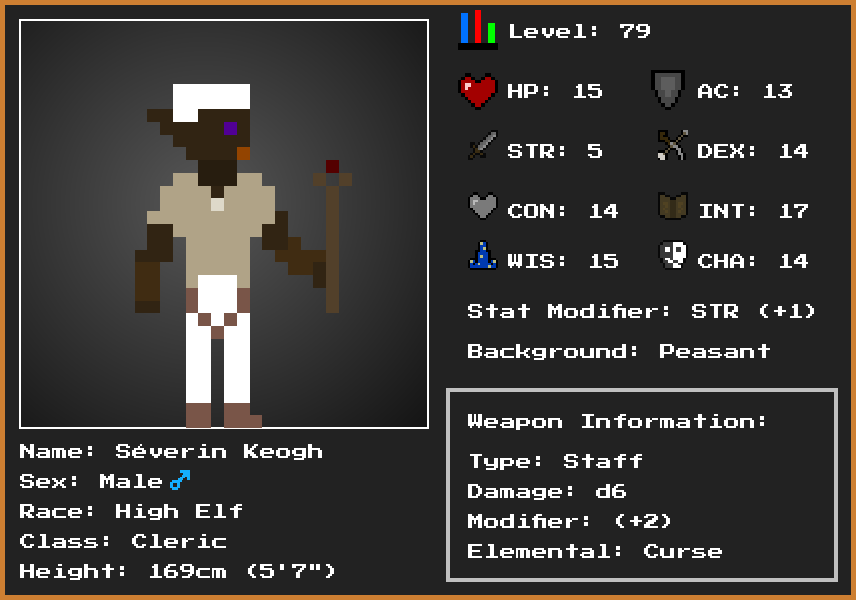 Level: 79
HP: 15
AC: 13
STR: 5
DEX: 14
CON: 14
INT: 17
WIS: 15
CHA: 14
Stat Modifier: STR (+1)
Background: Peasant
Weapon Information:
Type: Staff
Damage: d6
Modifier: (+2)
Elemental: Curse
Name: Séverin Keogh
Sex: Male♂
Race: High Elf
Class: Cleric
Height: 169cm (5'7")